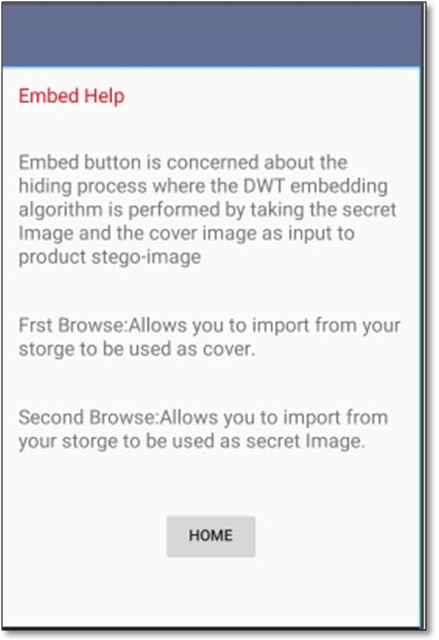 Embed Help
Embed button is concerned about the
hiding process where the DWT embedding
algorithm is performed by taking the secret
Image and the cover image as input to
product stego-image
Frst Browse:Allows you to import from your
storge to be used as cover.
Second Browse:Allows you to import from
your storge to be used as secret Image.
HOME